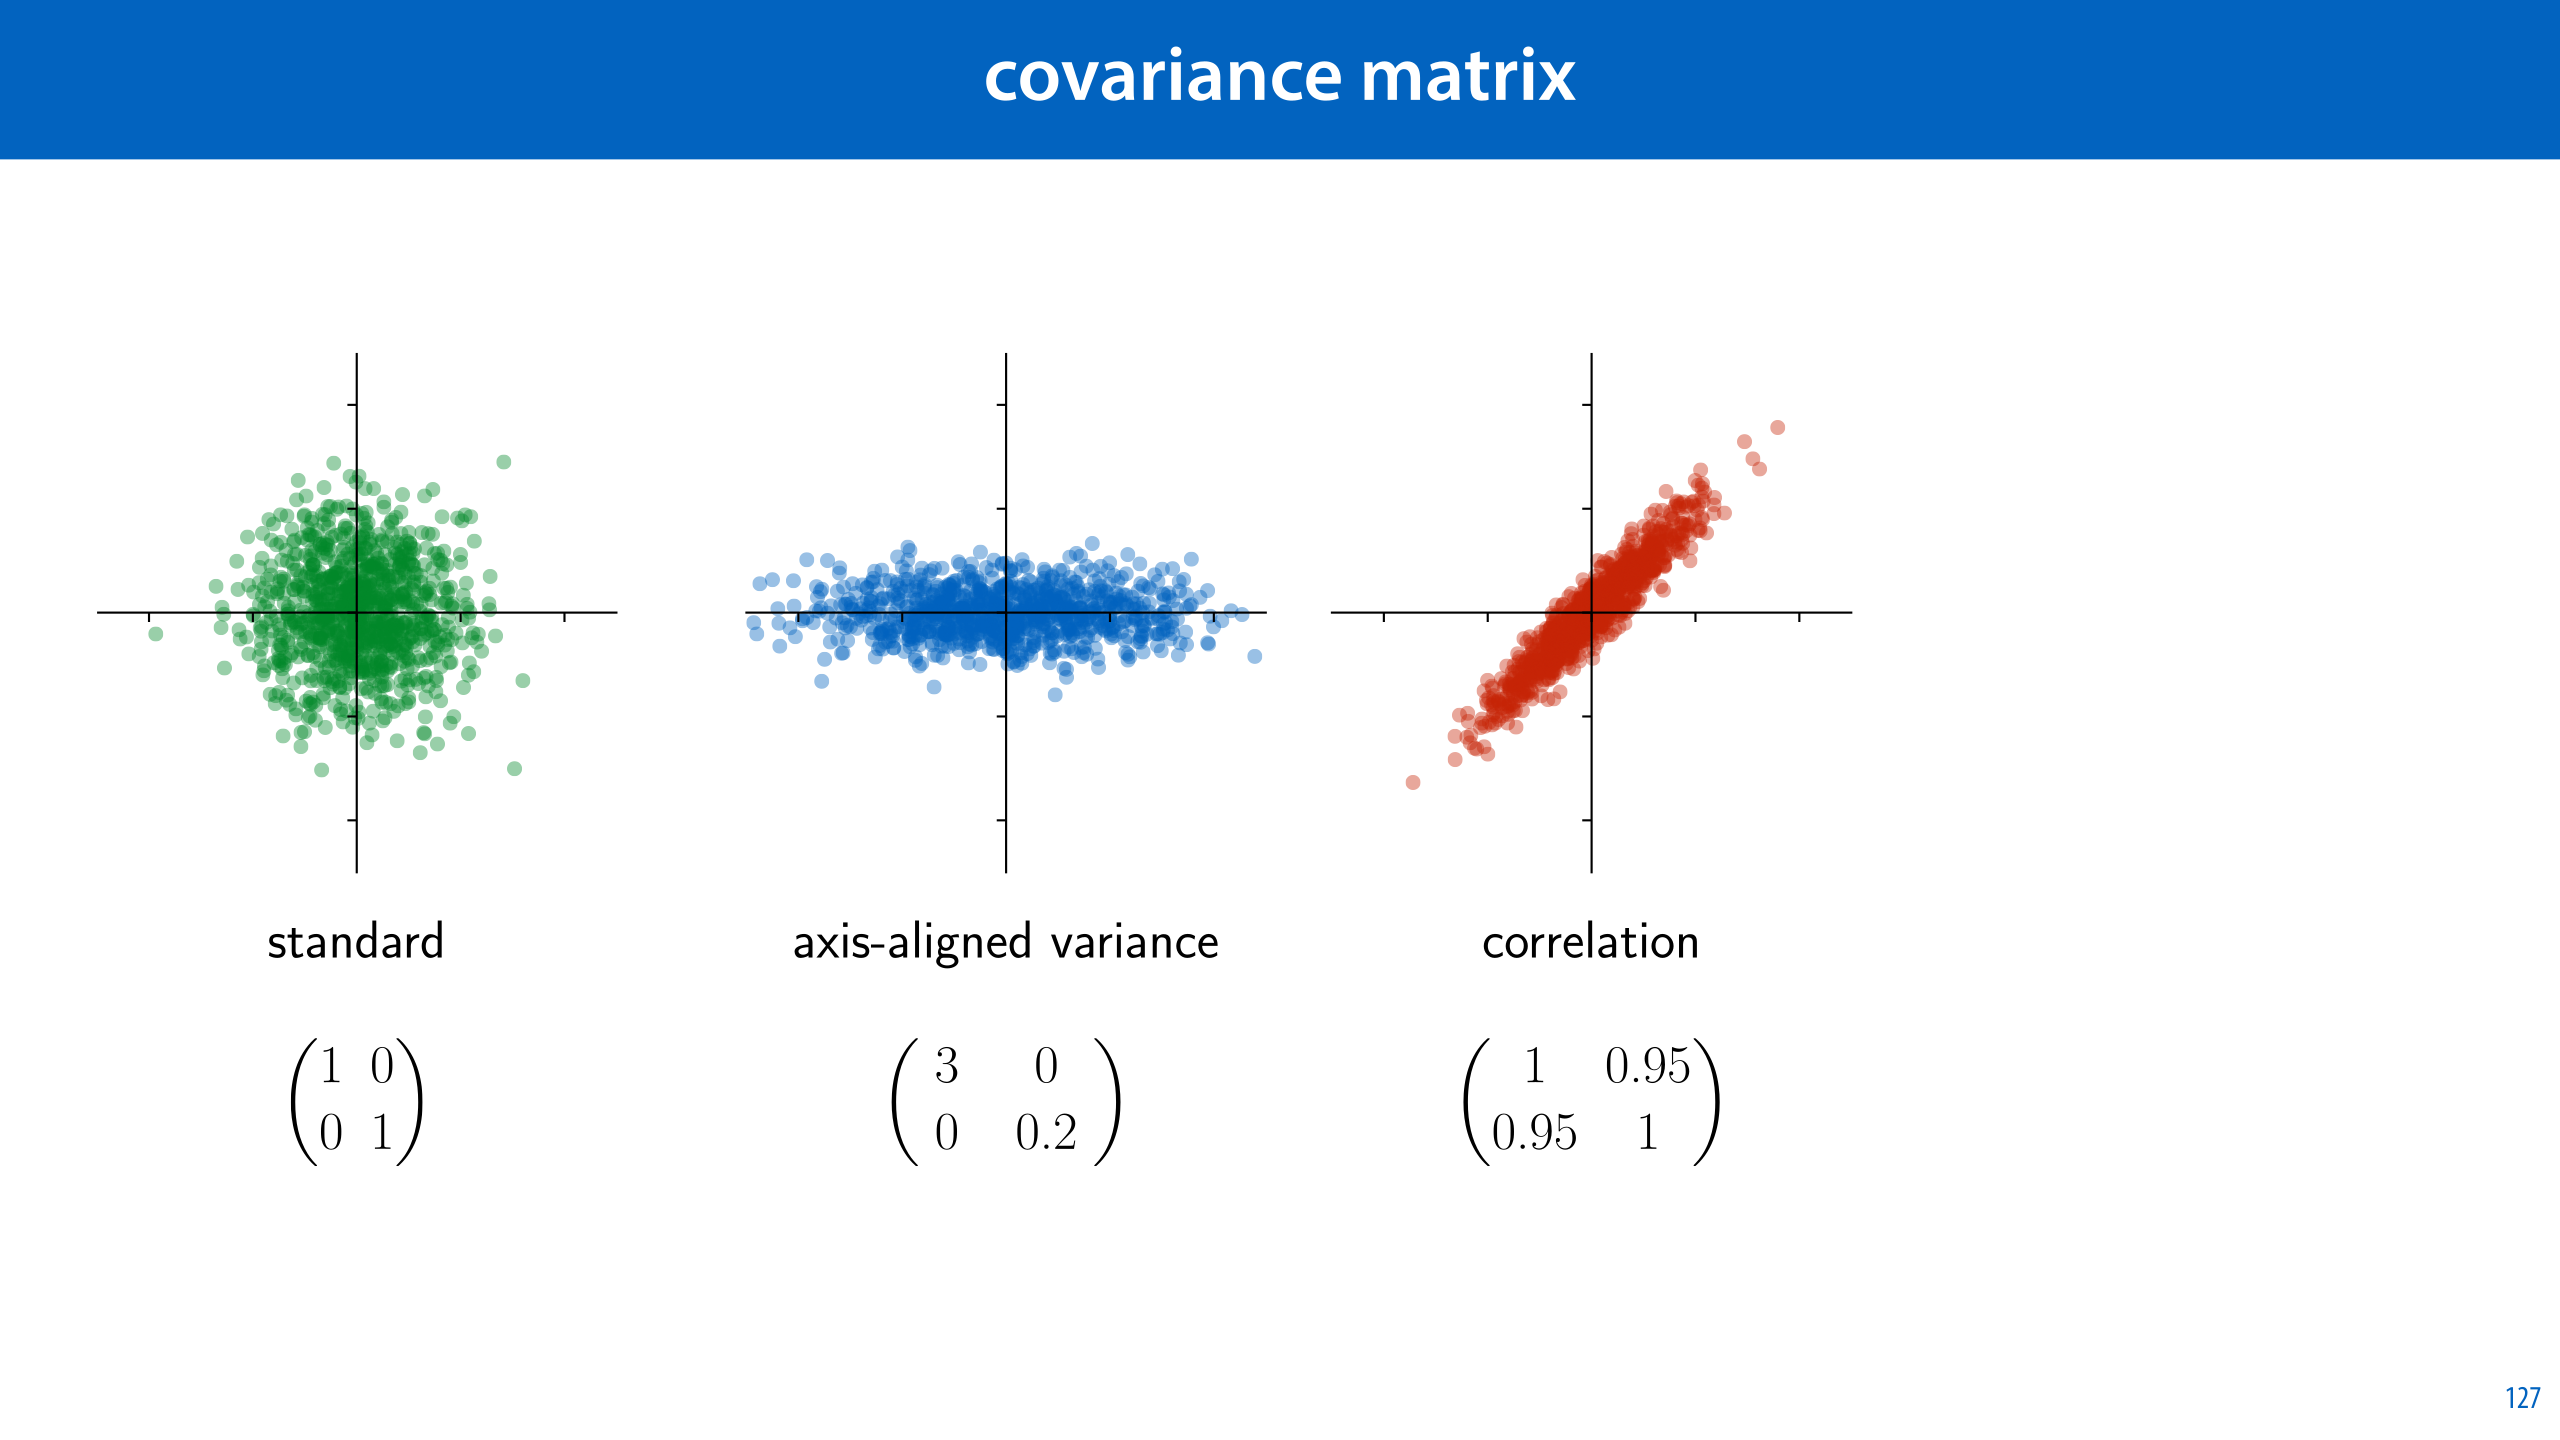 covariance matrix
standard
axis-aligned variance
correlation
1 0
0 1
3 0
0 0.2
1 0.95
0.95 1
127